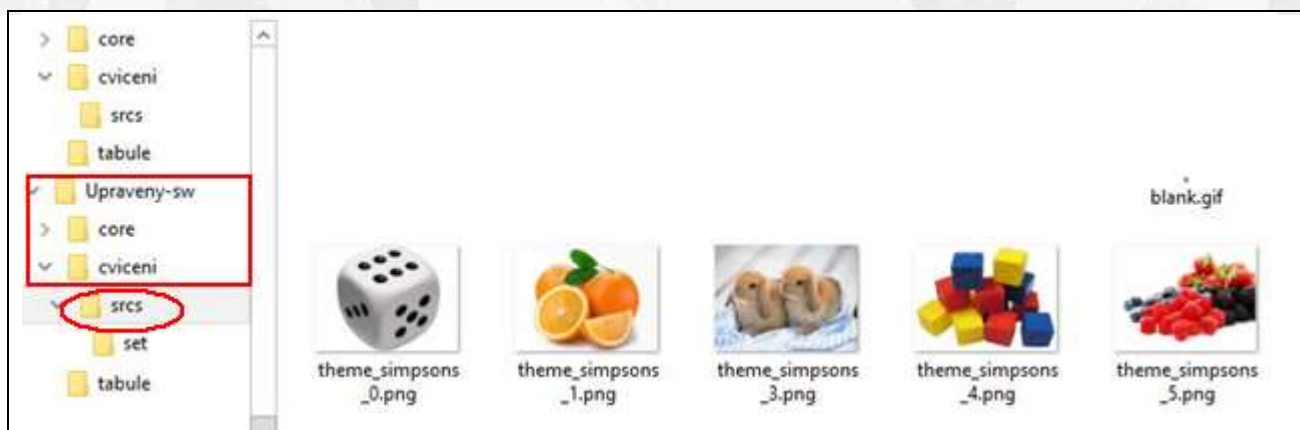 core
cviceni
srcs
tabule
Upraveny-sw
core
cviceni
srcs
set
tabule
blank.gif
theme_simpsons
_0.png
theme_simpsons
_1.png
theme_simpsons
_3.png
theme_simpsons
_4.png
theme_simpsons
_5.png